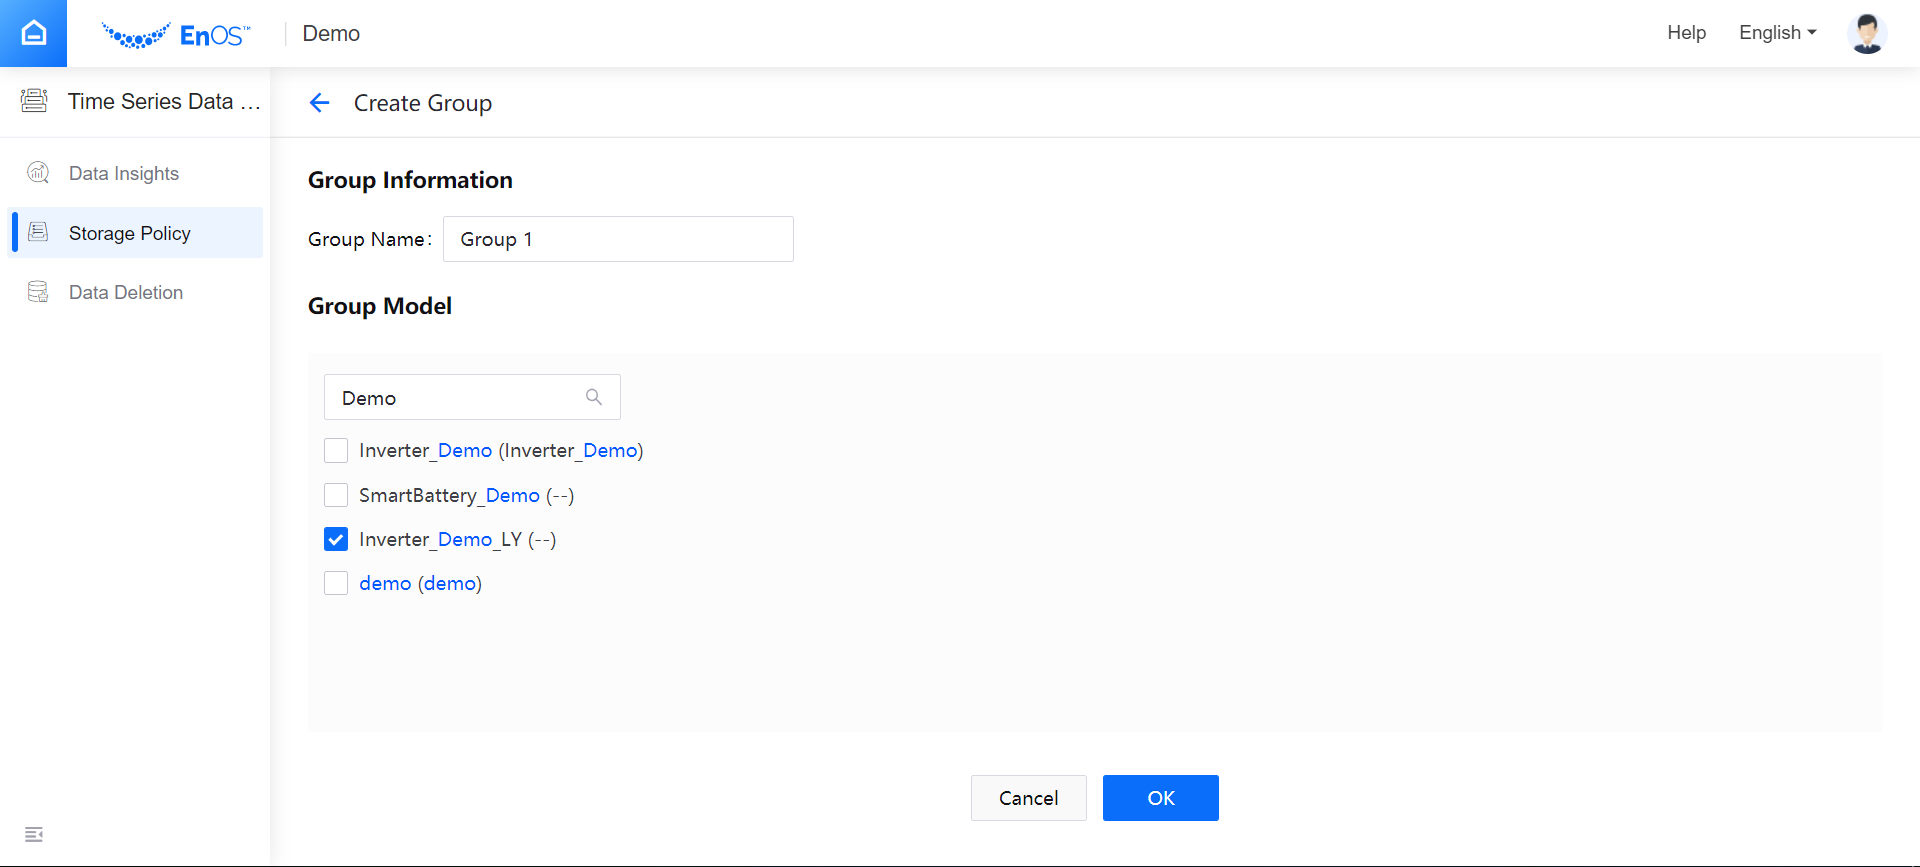 EnOS™
Demo
Help
English
Time Series Data ...
Data Insights
Storage Policy
Data Deletion
Create Group
Group Information
Group Name:
Group 1
Group Model
Demo
Inverter_Demo (Inverter_Demo)
SmartBattery_Demo (--)
Inverter_Demo_LY (--)
demo (demo)
Cancel
OK